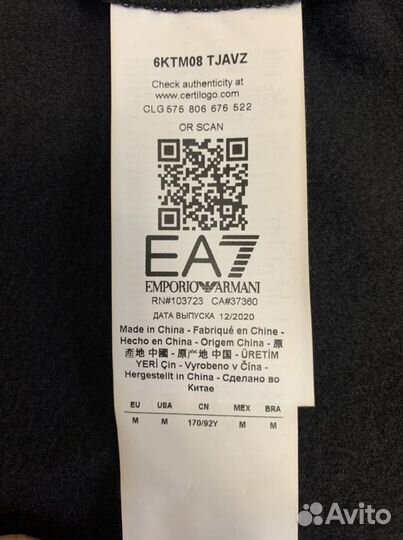 6KTM08 TJAVZ
Check authenticity at
www.certilogo.com
CLG 575 806 676 522
OR SCAN
EA7
EMPORIO ARMANI
RN#103723 CA#37360
ДАТА ВЫПУСКА 12/2020
Made in China - Fabriqué en Chine -
Hecho en China - Origem China - 原
產地 中國 - 原产地 中国 - ÜRETİM
YERİ Çin - Vyrobeno v Čína -
Hergestellt in China - Сделано во
Китае
EU USA CN MEX BRA
M M 170/92Y M M
Avito